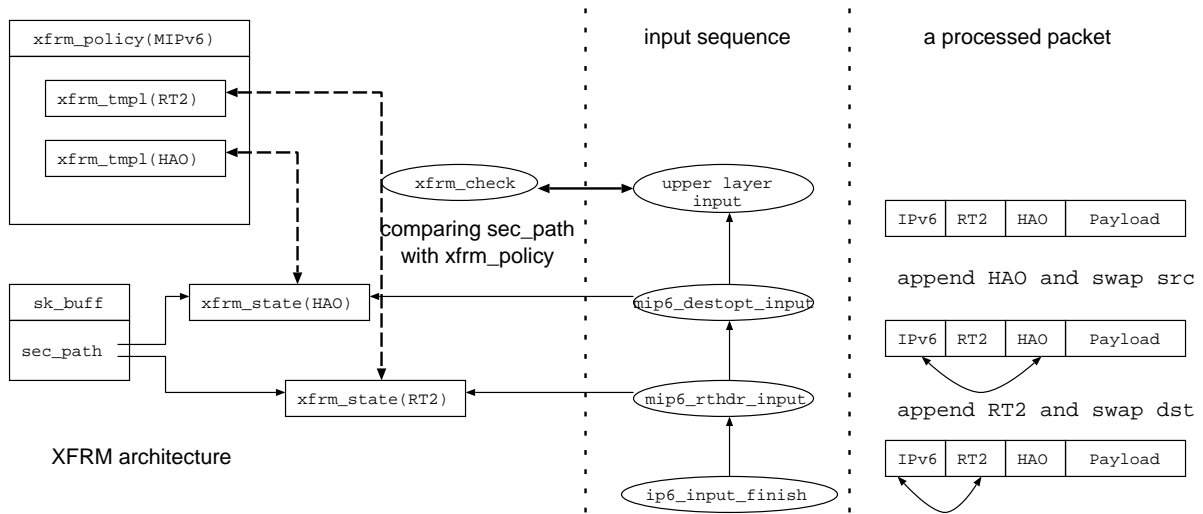 xfrm_policy(MIPv6)
xfrm_tmpl(RT2)
xfrm_tmpl(HAO)
sk_buff
sec_path
xfrm_state(HAO)
xfrm_state(RT2)
XFRM architecture
xfrm_check
comparing sec_path
with xfrm_policy
input sequence
upper layer
input
mip6_destopt_input
mip6_rthdr_input
ip6_input_finish
a processed packet
IPv6 RT2 HAO Payload
append HAO and swap src
IPv6 RT2 HAO Payload
append RT2 and swap dst
IPv6 RT2 HAO Payload